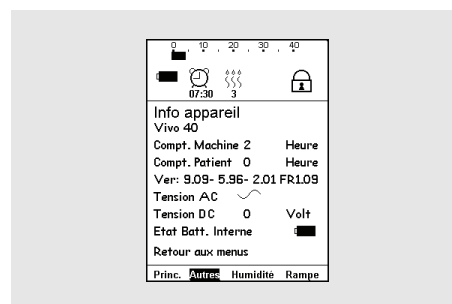 0 10 20 30 40
07:30 3
1
Info appareil
Vivo 40
Compt. Machine 2 Heure
Compt. Patient 0 Heure
Ver: 9.09- 5.96- 2.01 FR1.09
Tension AC
Tension DC 0 Volt
Etat Batt. Interne
Retour aux menus
Princ. Autres Humidité Rampe